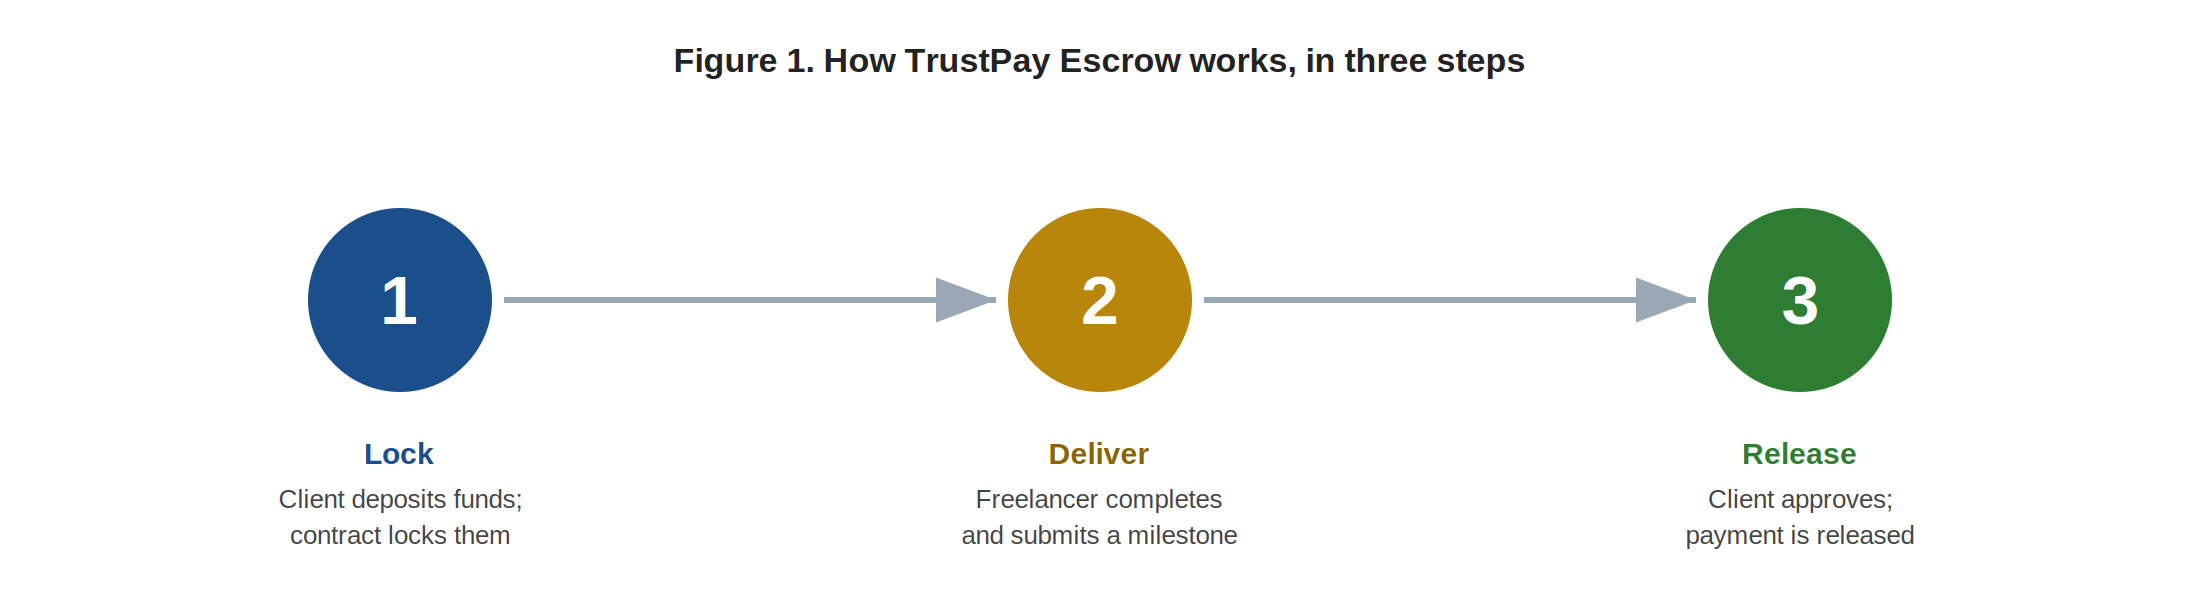 Figure 1. How TrustPay Escrow works, in three steps
1
2
3
Lock
Client deposits funds;
contract locks them
Deliver
Freelancer completes
and submits a milestone
Release
Client approves;
payment is released